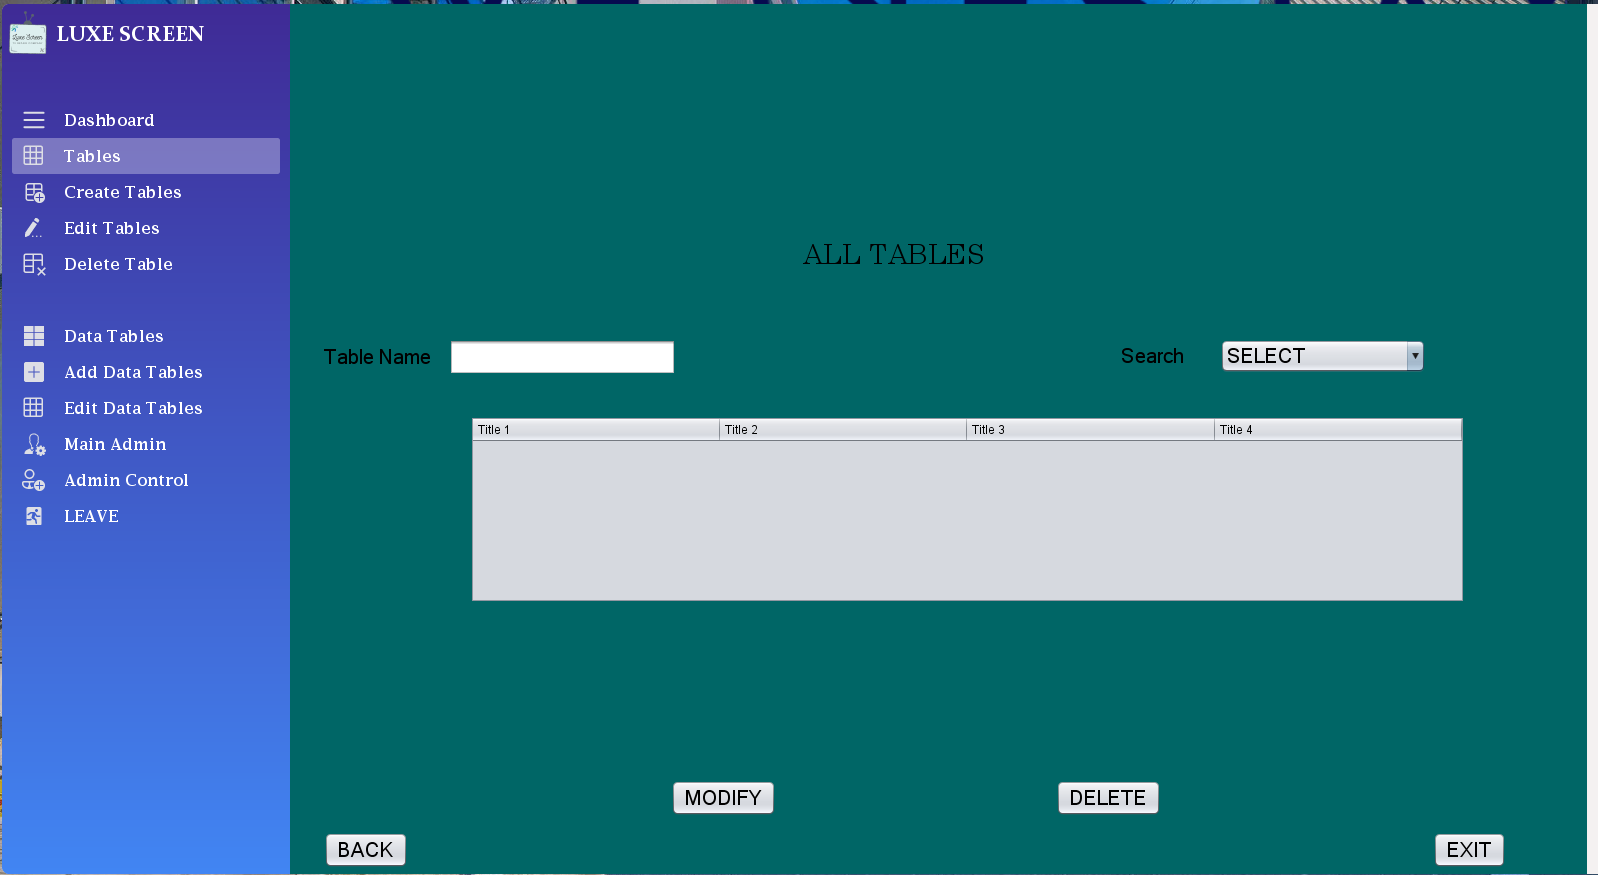 LUXE SCREEN
Luxe Screen
Dashboard
Tables
Create Tables
Edit Tables
Delete Table
Data Tables
Add Data Tables
Edit Data Tables
Main Admin
Admin Control
LEAVE
ALL TABLES
Table Name
Search
SELECT
Title 1
Title 2
Title 3
Title 4
MODIFY
DELETE
BACK
EXIT